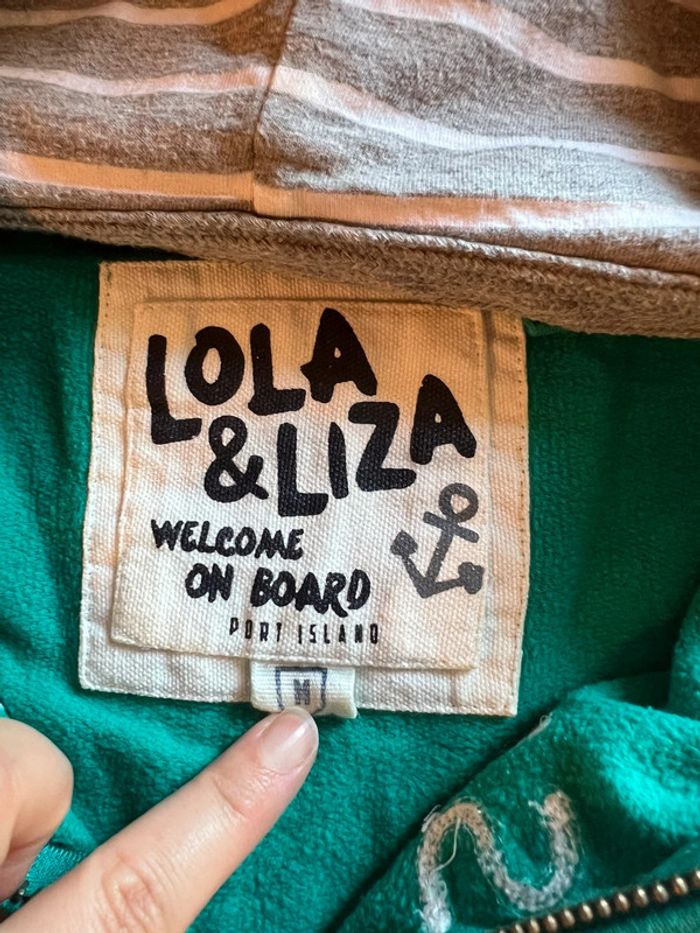 LOLA
& LIZA
WELCOME
ON BOARD
PORT ISLAND
M